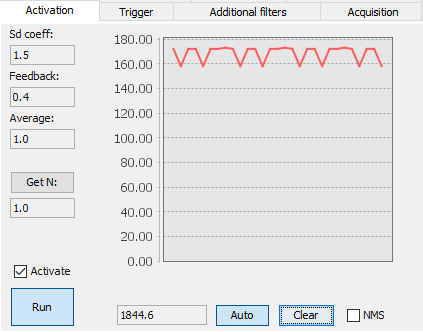 Activation Trigger Additional filters Acquisition
Sd coeff:
1.5
Feedback:
0.4
Average:
1.0
Get N:
1.0
Activate
Run
180.00
160.00
140.00
120.00
100.00
80.00
60.00
40.00
20.00
0.00
1844.6 Auto Clear NMS